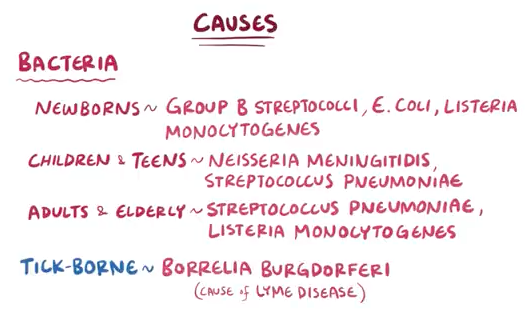 CAUSES
BACTERIA
NEWBORNS ~ GROUP B STREPTOCOCCI, E. COLI, LISTERIA
MONOCYTOGENES
CHILDREN & TEENS ~ NEISSERIA MENINGITIDIS,
STREPTOCOCCUS PNEUMONIAE
ADULTS & ELDERLY ~ STREPTOCOCCUS PNEUMONIAE,
LISTERIA MONOCYTOGENES
TICK-BORNE ~ BORRELIA BURGDORFERI
(CAUSE of LYME DISEASE)